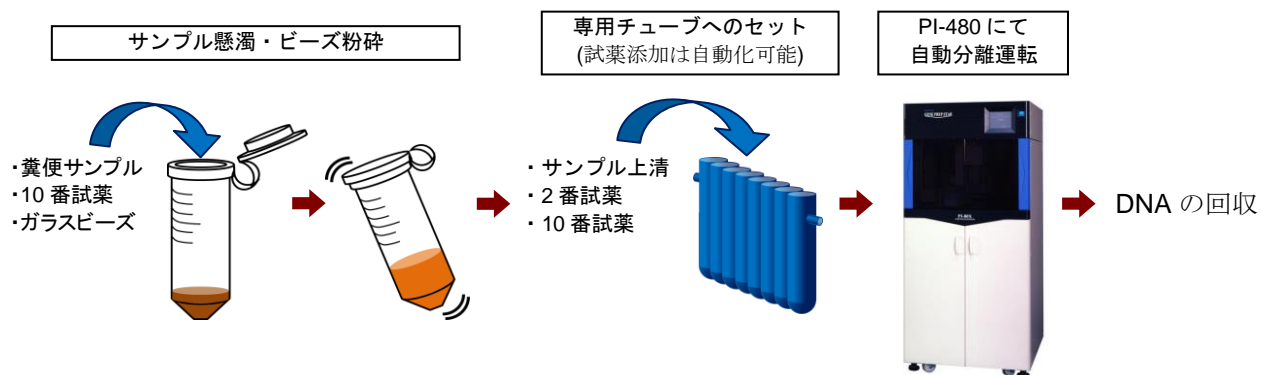 サンプル懸濁・ビーズ粉砕
専用チューブへのセット
(試薬添加は自動化可能)
PI-480 にて
自動分離運転
・糞便サンプル
・10 番試薬
・ガラスビーズ
・サンプル上清
・2 番試薬
・10 番試薬
PI-480
DNA の回収